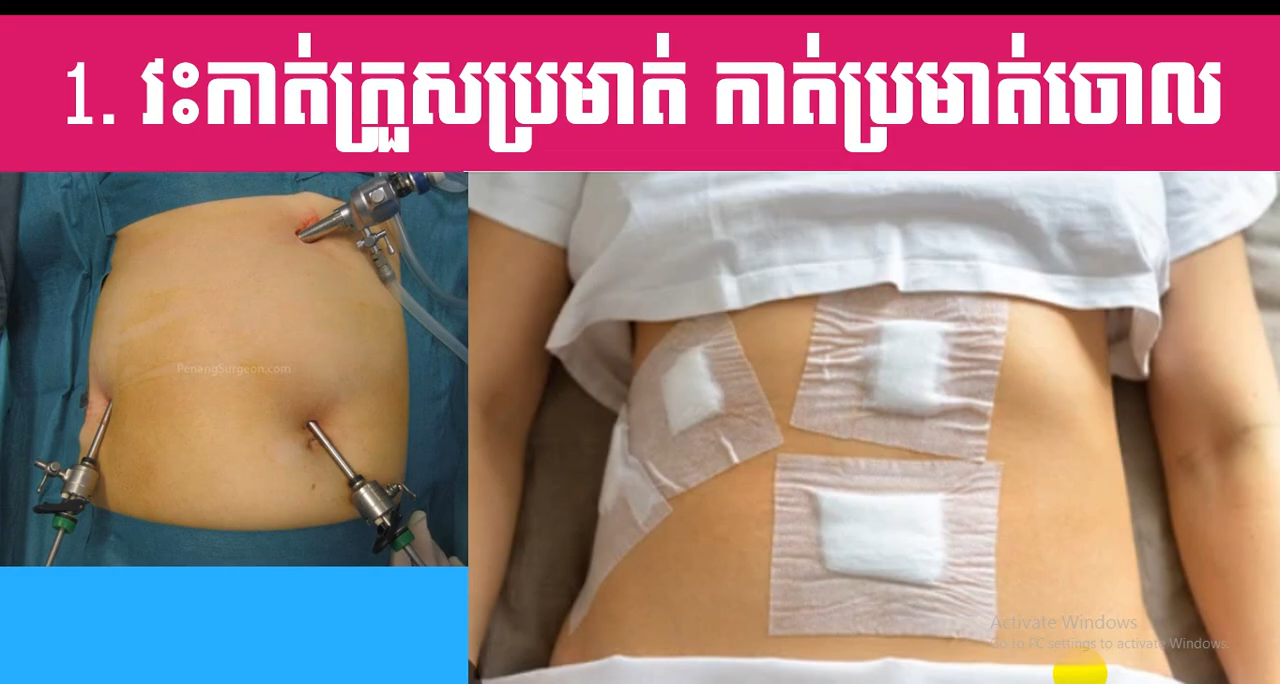 1. វះកាត់គ្រួសប្រមាត់ កាត់ប្រមាត់ចោល
PenangSurgeon.com
Activate Windows
Go to PC settings to activate Windows.